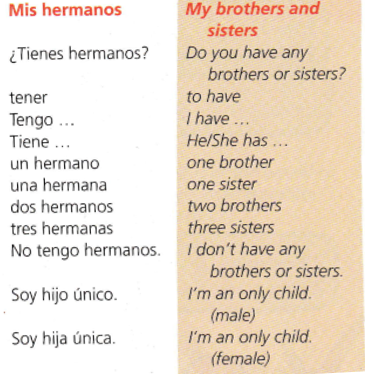 Mis hermanos
My brothers and
sisters
¿Tienes hermanos?
Do you have any
brothers or sisters?
tener
to have
Tengo ...
I have ...
Tiene ...
He/She has ...
un hermano
one brother
una hermana
one sister
dos hermanos
two brothers
tres hermanas
three sisters
No tengo hermanos.
I don't have any
brothers or sisters.
Soy hijo único.
I'm an only child.
(male)
Soy hija única.
I'm an only child.
(female)